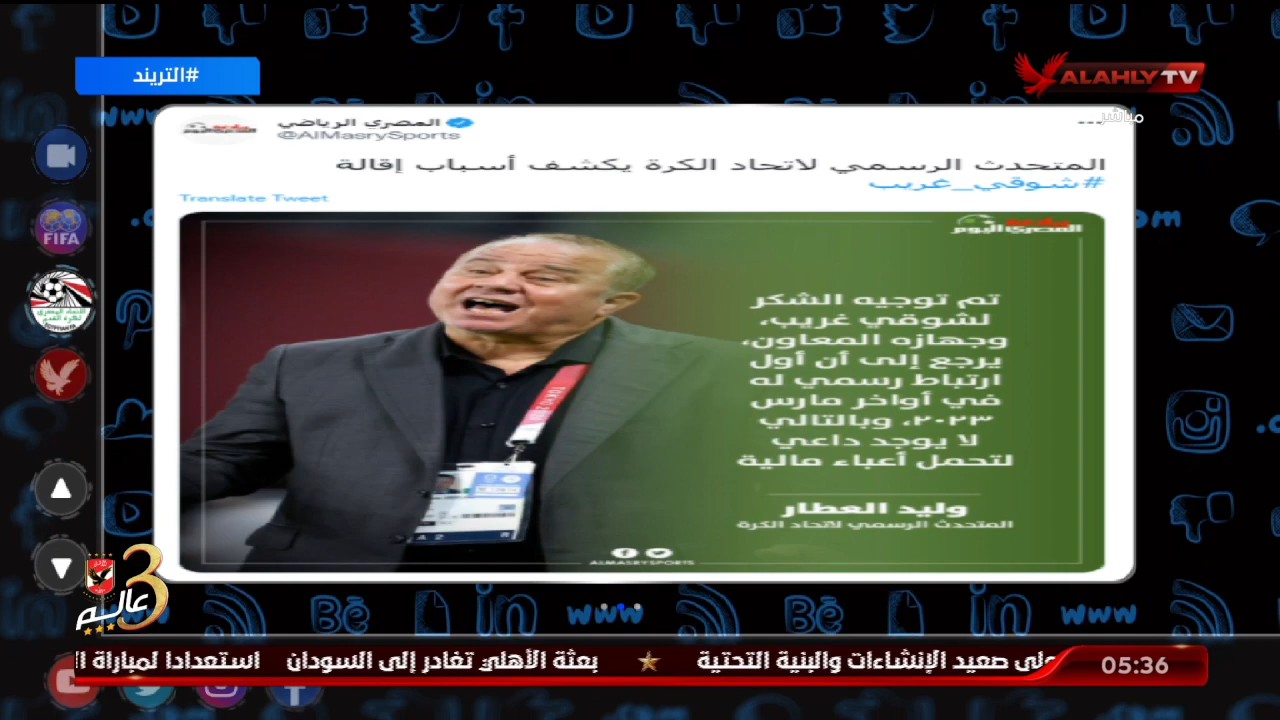 #التريند
ALAHLY TV
مباشر
المصري الرياضي
@AlMasrySports
المتحدث الرسمي لاتحاد الكرة يكشف أسباب إقالة
#شوقي_غريب
Translate Tweet
المصري اليوم
تم توجيه الشكر
لشوقي غريب،
وجهازه المعاون،
يرجع إلى أن أول
ارتباط رسمي له
في أواخر مارس
٢٠٢٣، وبالتالي
لا يوجد داعي
لتحمل أعباء مالية
وليد العطار
المتحدث الرسمي لاتحاد الكرة
ALMASRYSPORTS
FIFA
3
عالم
على صعيد الإنشاءات والبنية التحتية
بعثة الأهلي تغادر إلى السودان
استعدادا لمباراة
05:36